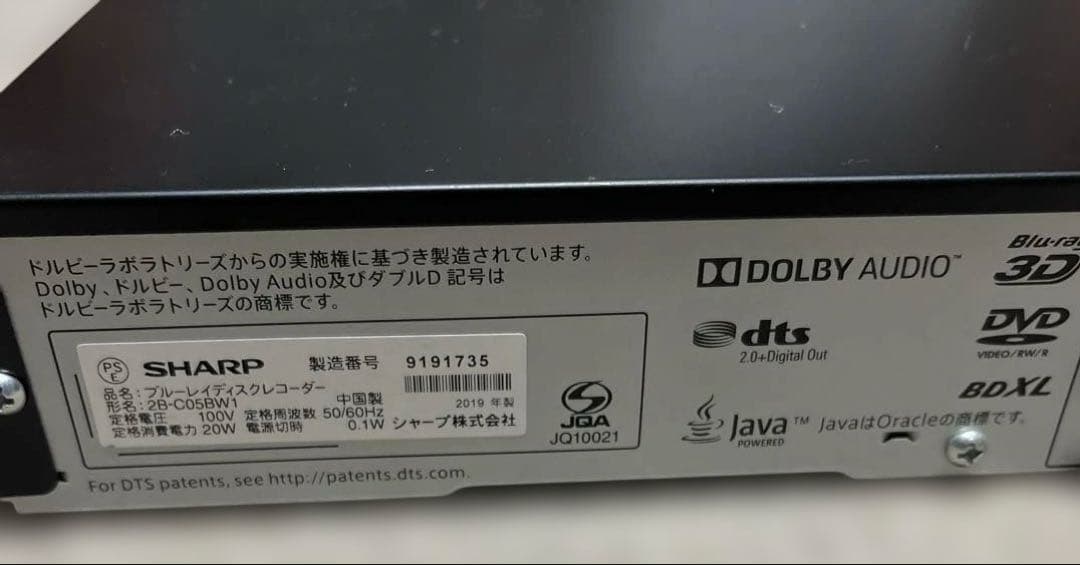 ドルビーラボラトリーズからの実施権に基づき製造されています。
Dolby、ドルビー、Dolby Audio及びダブルD 記号は
ドルビーラボラトリーズの商標です。
PS
E
SHARP 製造番号 9191735
品名:ブルーレイディスクレコーダー
形名:2B-C05BW1 中国製 2019 年製
定格電圧 100V 定格周波数 50/60Hz
定格消費電力 20W 電源切時 0.1W シャープ株式会社
JQA
JQ10021
For DTS patents, see http://patents.dts.com.
DOLBY AUDIO™
dts
2.0+Digital Out
Java™ JavaはOracleの商標です。
POWERED
Blu-ray
3D
DVD
VIDEO/RW/R
BDXL